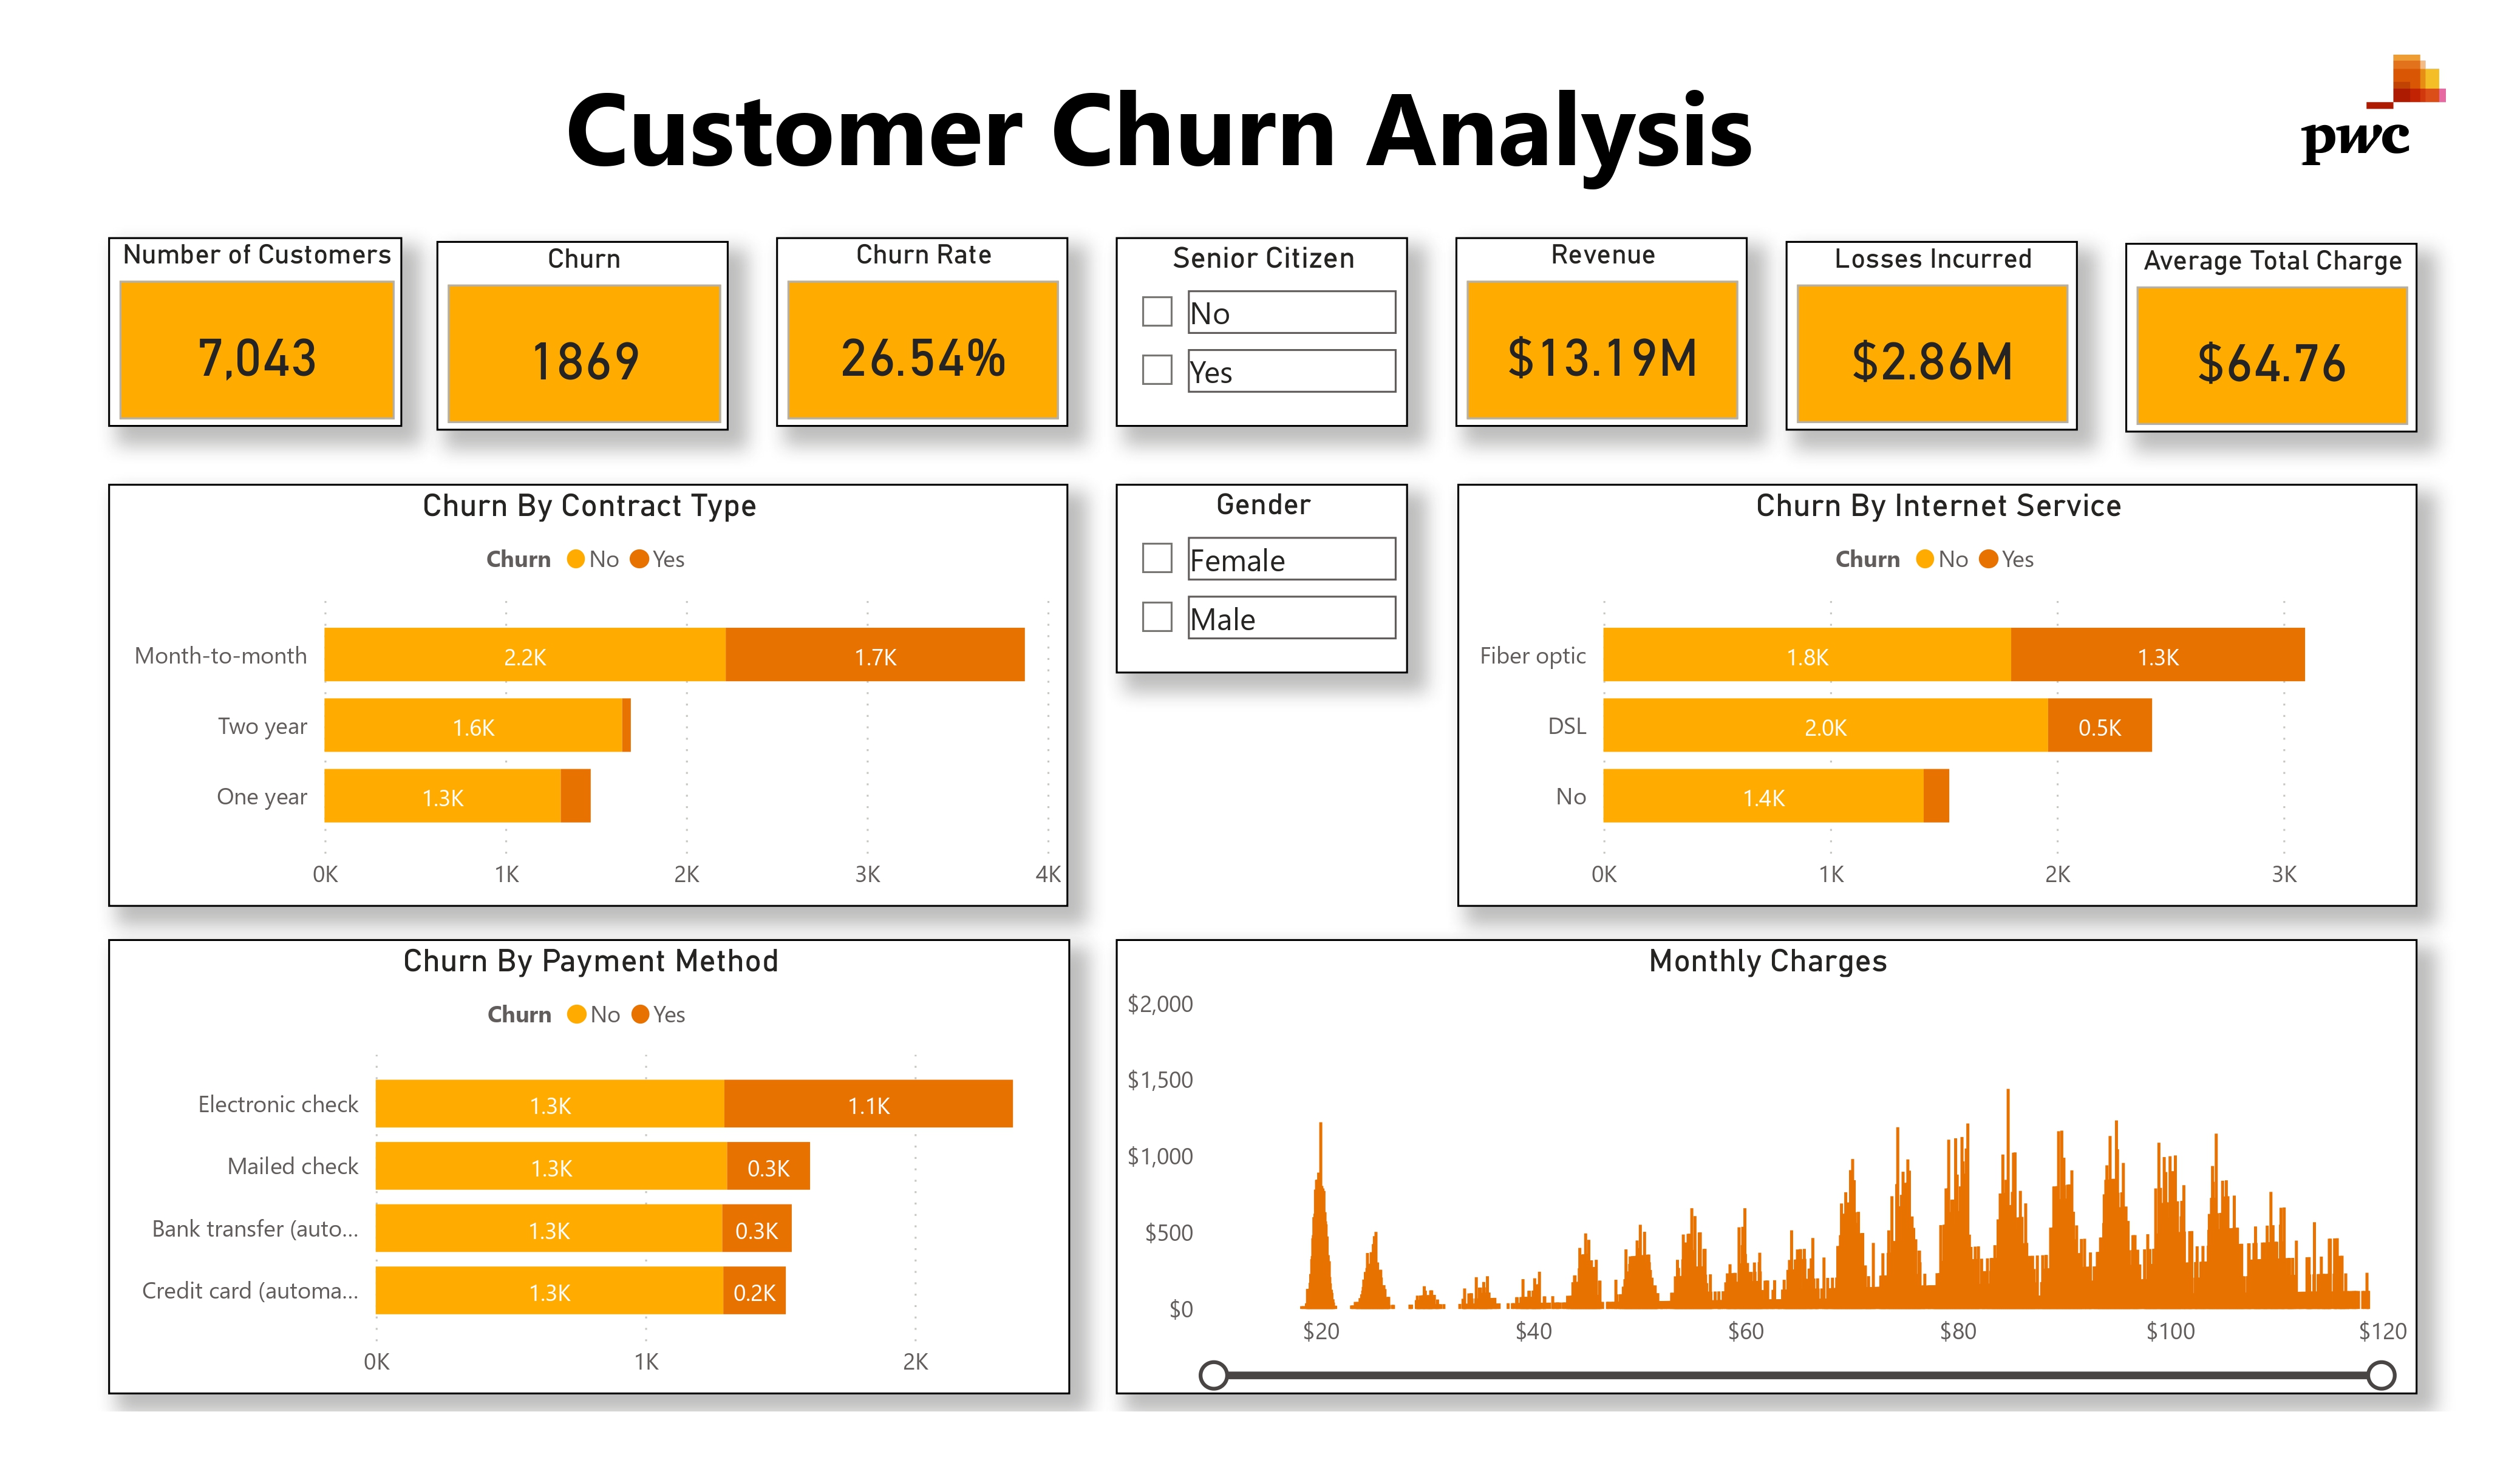 Customer Churn Analysis
pwc
Number of Customers
7,043
Churn
1869
Churn Rate
26.54%
Senior Citizen
No
Yes
Revenue
$13.19M
Losses Incurred
$2.86M
Average Total Charge
$64.76
Churn By Contract Type
Churn No Yes
Month-to-month 2.2K 1.7K
Two year 1.6K
One year 1.3K
0K 1K 2K 3K 4K
Gender
Female
Male
Churn By Internet Service
Churn No Yes
Fiber optic 1.8K 1.3K
DSL 2.0K 0.5K
No 1.4K
0K 1K 2K 3K
Churn By Payment Method
Churn No Yes
Electronic check 1.3K 1.1K
Mailed check 1.3K 0.3K
Bank transfer (auto... 1.3K 0.3K
Credit card (automa... 1.3K 0.2K
0K 1K 2K
Monthly Charges
$2,000
$1,500
$1,000
$500
$0
$20 $40 $60 $80 $100 $120